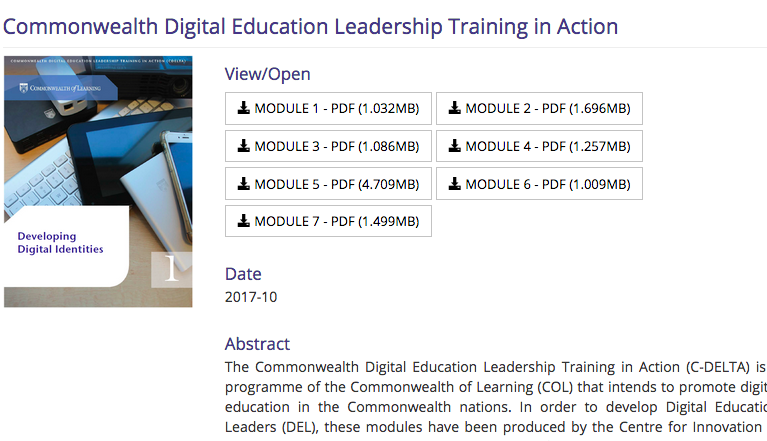 Commonwealth Digital Education Leadership Training in Action
COMMONWEALTH DIGITAL EDUCATION LEADERSHIP TRAINING IN ACTION (C-DELTA)
COMMONWEALTH of LEARNING
Developing
Digital Identities
1
View/Open
MODULE 1 - PDF (1.032MB)
MODULE 2 - PDF (1.696MB)
MODULE 3 - PDF (1.086MB)
MODULE 4 - PDF (1.257MB)
MODULE 5 - PDF (4.709MB)
MODULE 6 - PDF (1.009MB)
MODULE 7 - PDF (1.499MB)
Date
2017-10
Abstract
The Commonwealth Digital Education Leadership Training in Action (C-DELTA) is
programme of the Commonwealth of Learning (COL) that intends to promote digit
education in the Commonwealth nations. In order to develop Digital Educatio
Leaders (DEL), these modules have been produced by the Centre for Innovation